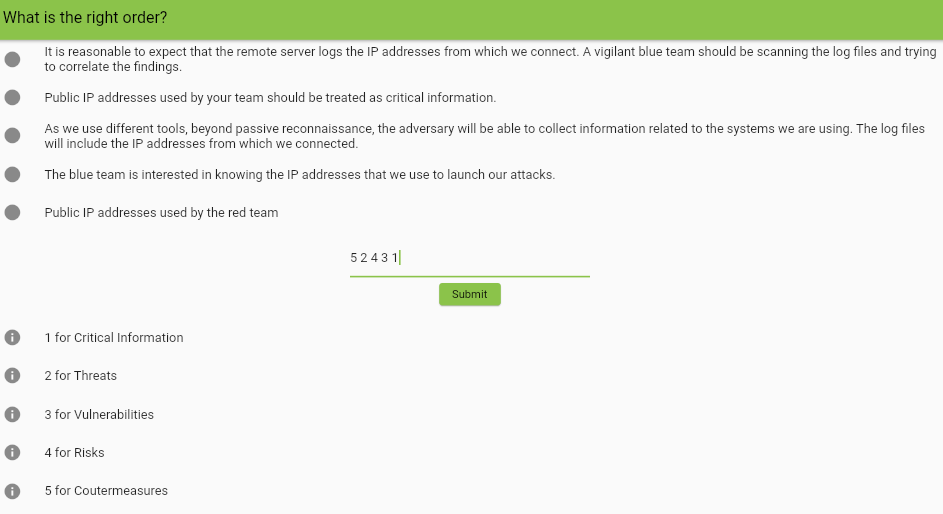 What is the right order?
It is reasonable to expect that the remote server logs the IP addresses from which we connect. A vigilant blue team should be scanning the log files and trying
to correlate the findings.
Public IP addresses used by your team should be treated as critical information.
As we use different tools, beyond passive reconnaissance, the adversary will be able to collect information related to the systems we are using. The log files
will include the IP addresses from which we connected.
The blue team is interested in knowing the IP addresses that we use to launch our attacks.
Public IP addresses used by the red team
5 2 4 3 1
Submit
1 for Critical Information
2 for Threats
3 for Vulnerabilities
4 for Risks
5 for Coutermeasures